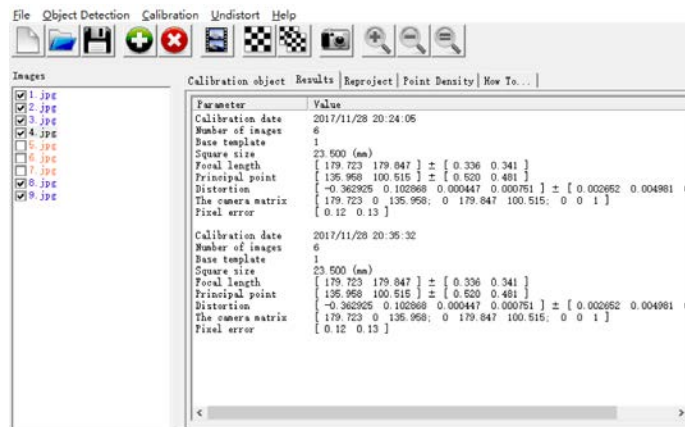 File Object Detection Calibration Undistort Help
Images
1.jpg
2.jpg
3.jpg
4.jpg
5.jpg
6.jpg
7.jpg
8.jpg
9.jpg
Calibration object Results Reproject Point Density How To...
Parameter Value
Calibration date 2017/11/28 20:24:05
Number of images 6
Base template 1
Square size 23.500 (mm)
Focal length [ 179.723 179.847 ] ± [ 0.336 0.341 ]
Principal point [ 135.958 100.515 ] ± [ 0.520 0.481 ]
Distortion [ -0.362925 0.102868 0.000447 0.000751 ] ± [ 0.002652 0.004981
The camera matrix [ 179.723 0 135.958; 0 179.847 100.515; 0 0 1 ]
Pixel error [ 0.12 0.13 ]
Calibration date 2017/11/28 20:35:32
Number of images 6
Base template 1
Square size 23.500 (mm)
Focal length [ 179.723 179.847 ] ± [ 0.336 0.341 ]
Principal point [ 135.958 100.515 ] ± [ 0.520 0.481 ]
Distortion [ -0.362925 0.102868 0.000447 0.000751 ] ± [ 0.002652 0.004981
The camera matrix [ 179.723 0 135.958; 0 179.847 100.515; 0 0 1 ]
Pixel error [ 0.12 0.13 ]